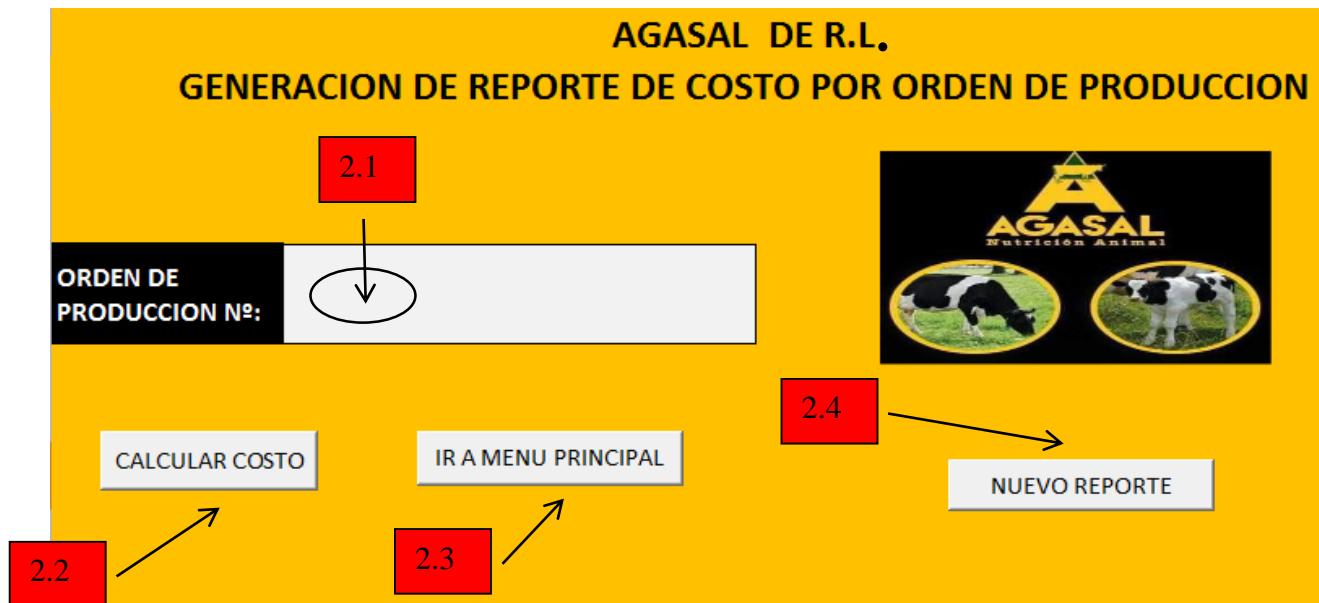 AGASAL DE R.L.
GENERACION DE REPORTE DE COSTO POR ORDEN DE PRODUCCION
2.1
AGASAL
Nutrición Animal
ORDEN DE
PRODUCCION Nº:
2.4
CALCULAR COSTO
IR A MENU PRINCIPAL
NUEVO REPORTE
2.2
2.3